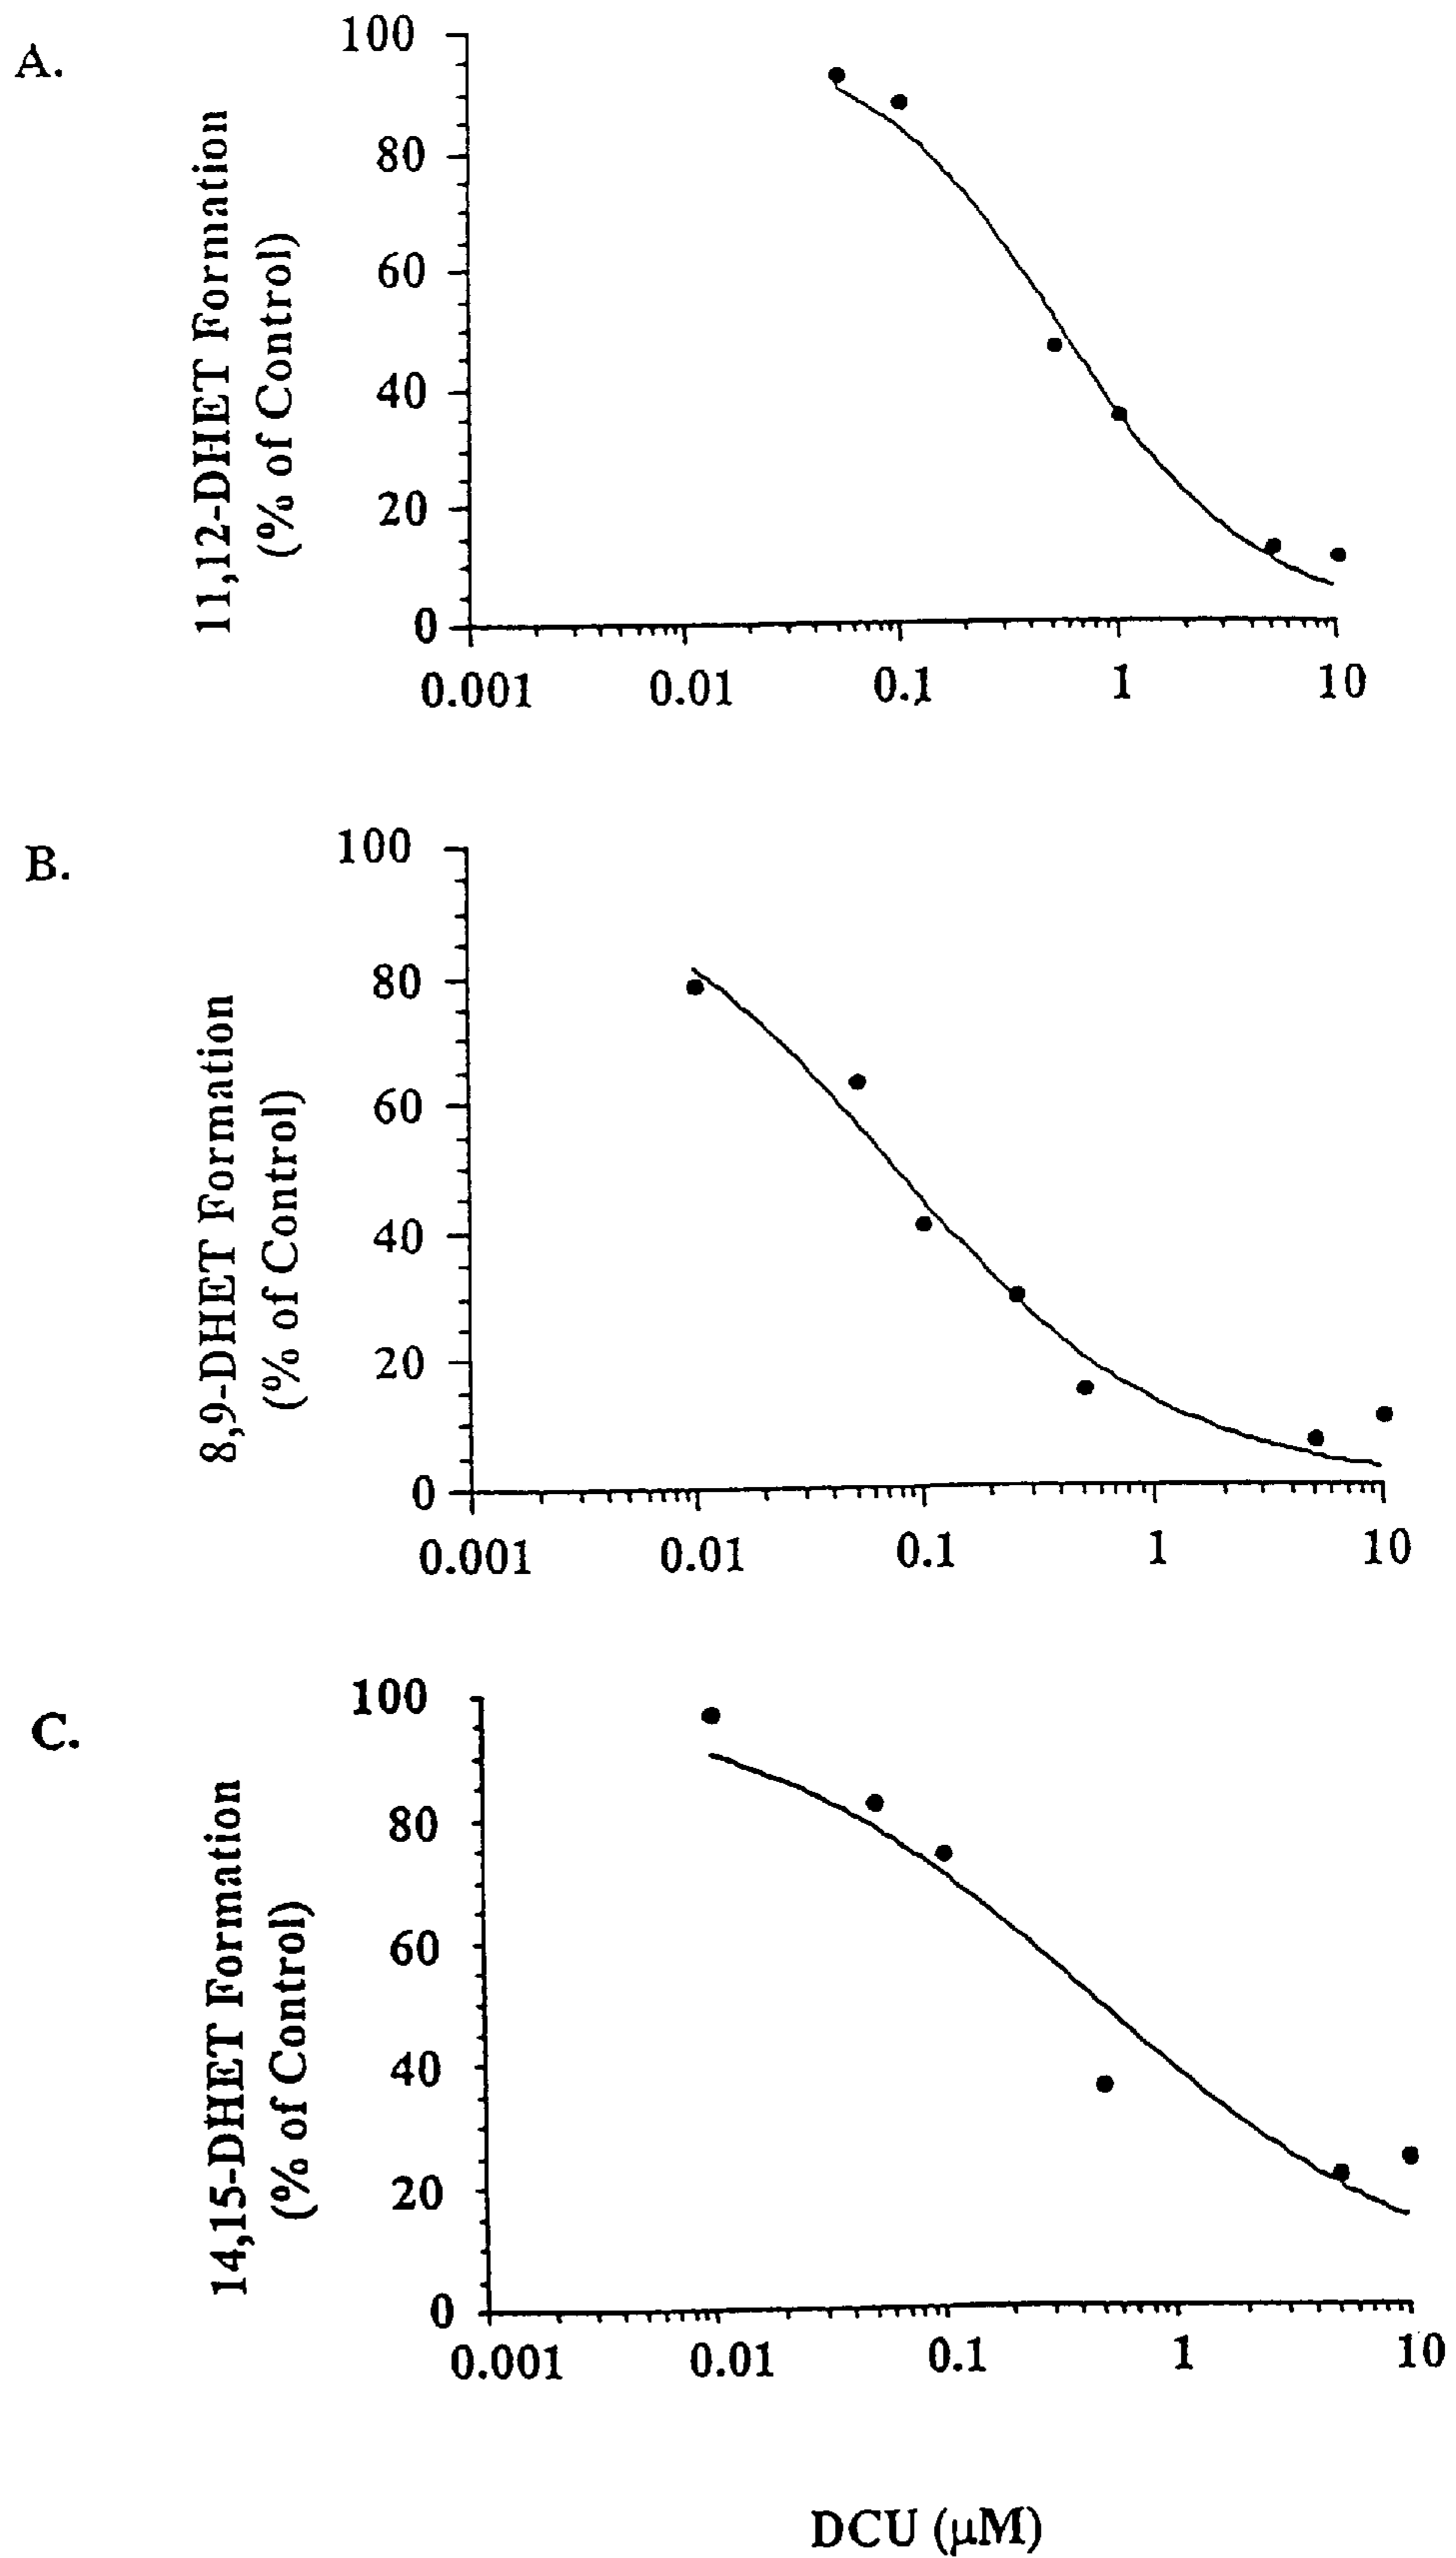 A.
11,12-DHET Formation
(% of Control)
100
80
60
40
20
0
0.001 0.01 0.1 1 10
B.
8,9-DHET Formation
(% of Control)
100
80
60
40
20
0
0.001 0.01 0.1 1 10
C.
14,15-DHET Formation
(% of Control)
100
80
60
40
20
0
0.001 0.01 0.1 1 10
DCU (μM)